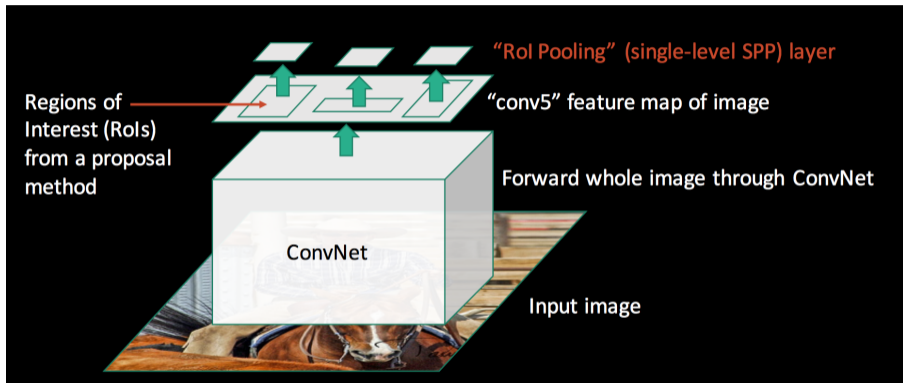 “RoI Pooling” (single-level SPP) layer
Regions of
Interest (RoIs)
from a proposal
method
“conv5” feature map of image
Forward whole image through ConvNet
ConvNet
Input image